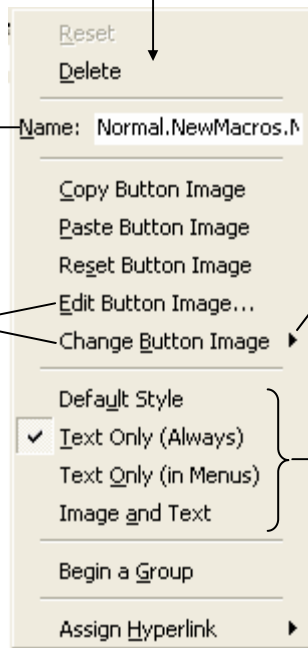 Reset
Delete
Name: Normal.NewMacros.N
Copy Button Image
Paste Button Image
Reset Button Image
Edit Button Image...
Change Button Image
Default Style
Text Only (Always)
Text Only (in Menus)
Image and Text
Begin a Group
Assign Hyperlink